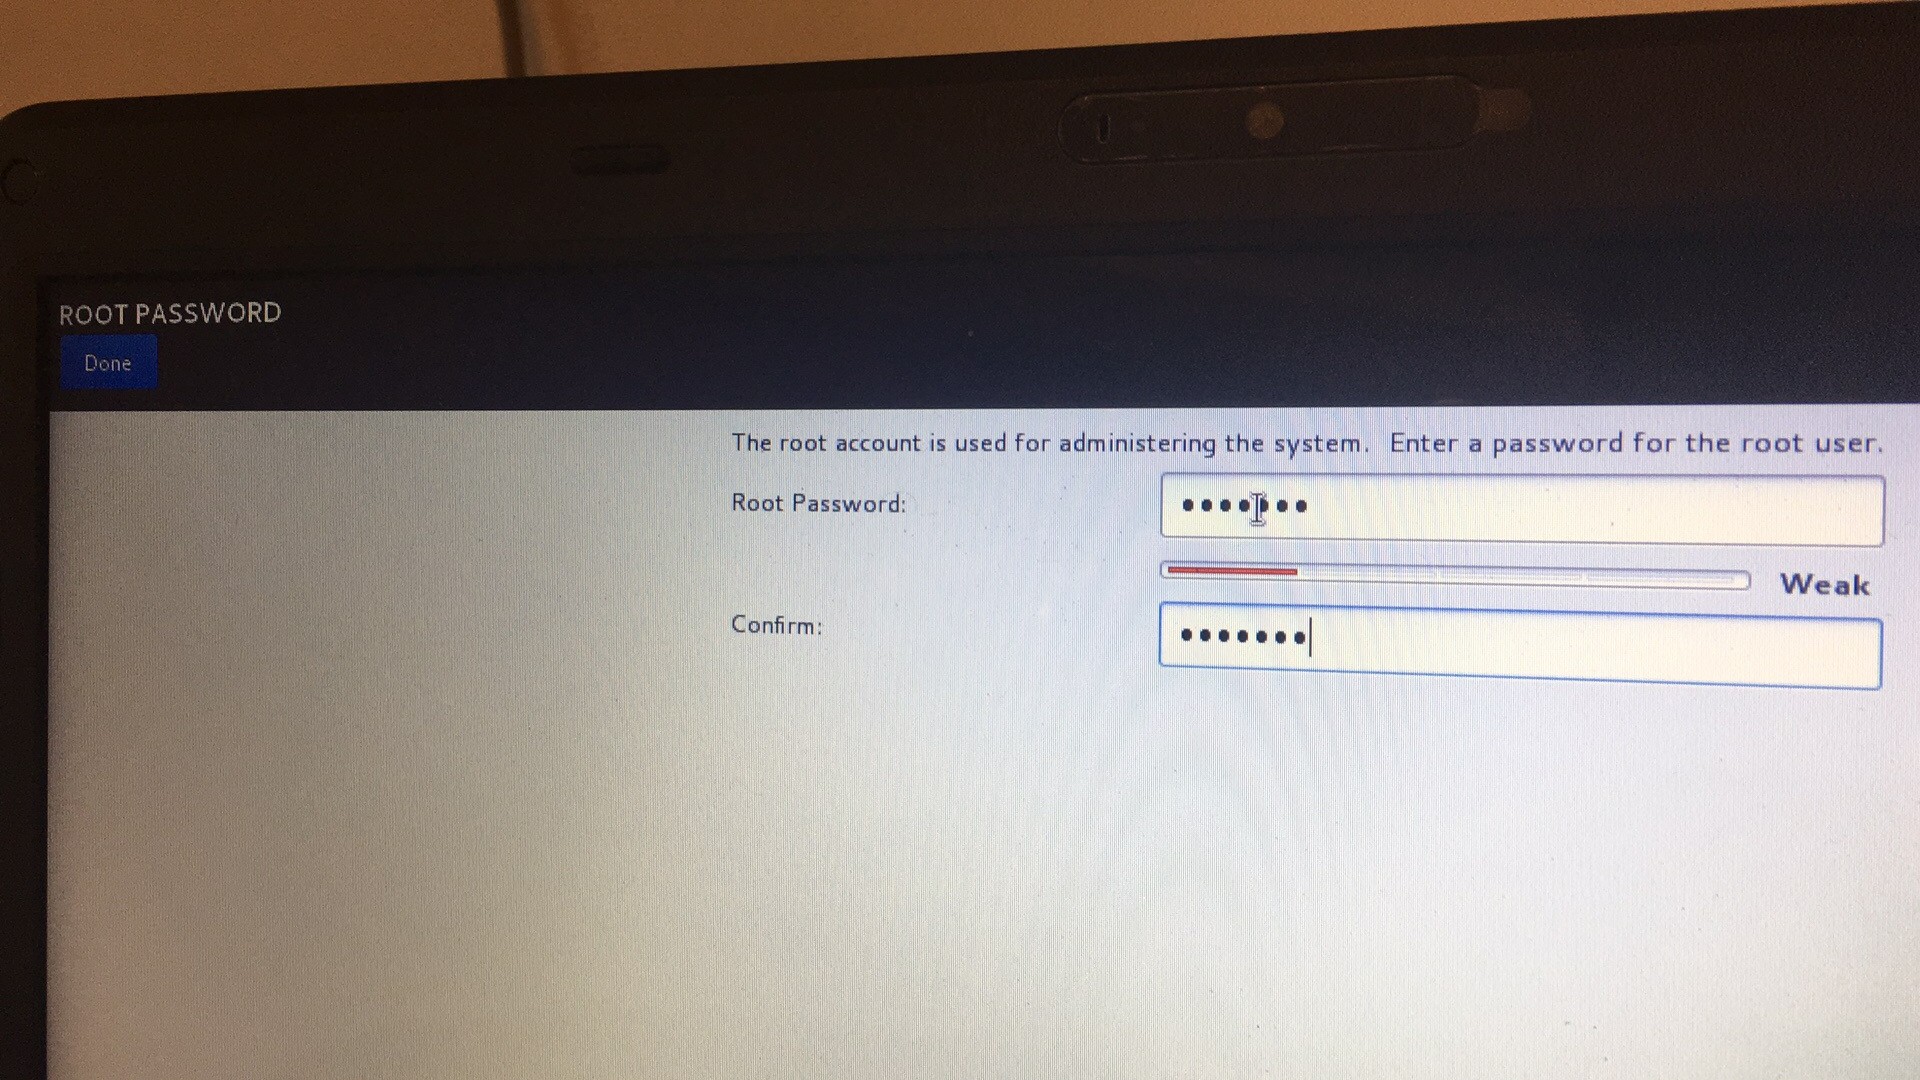 ROOT PASSWORD
Done
The root account is used for administering the system. Enter a password for the root user.
Root Password: •••••••
Weak
Confirm: •••••••